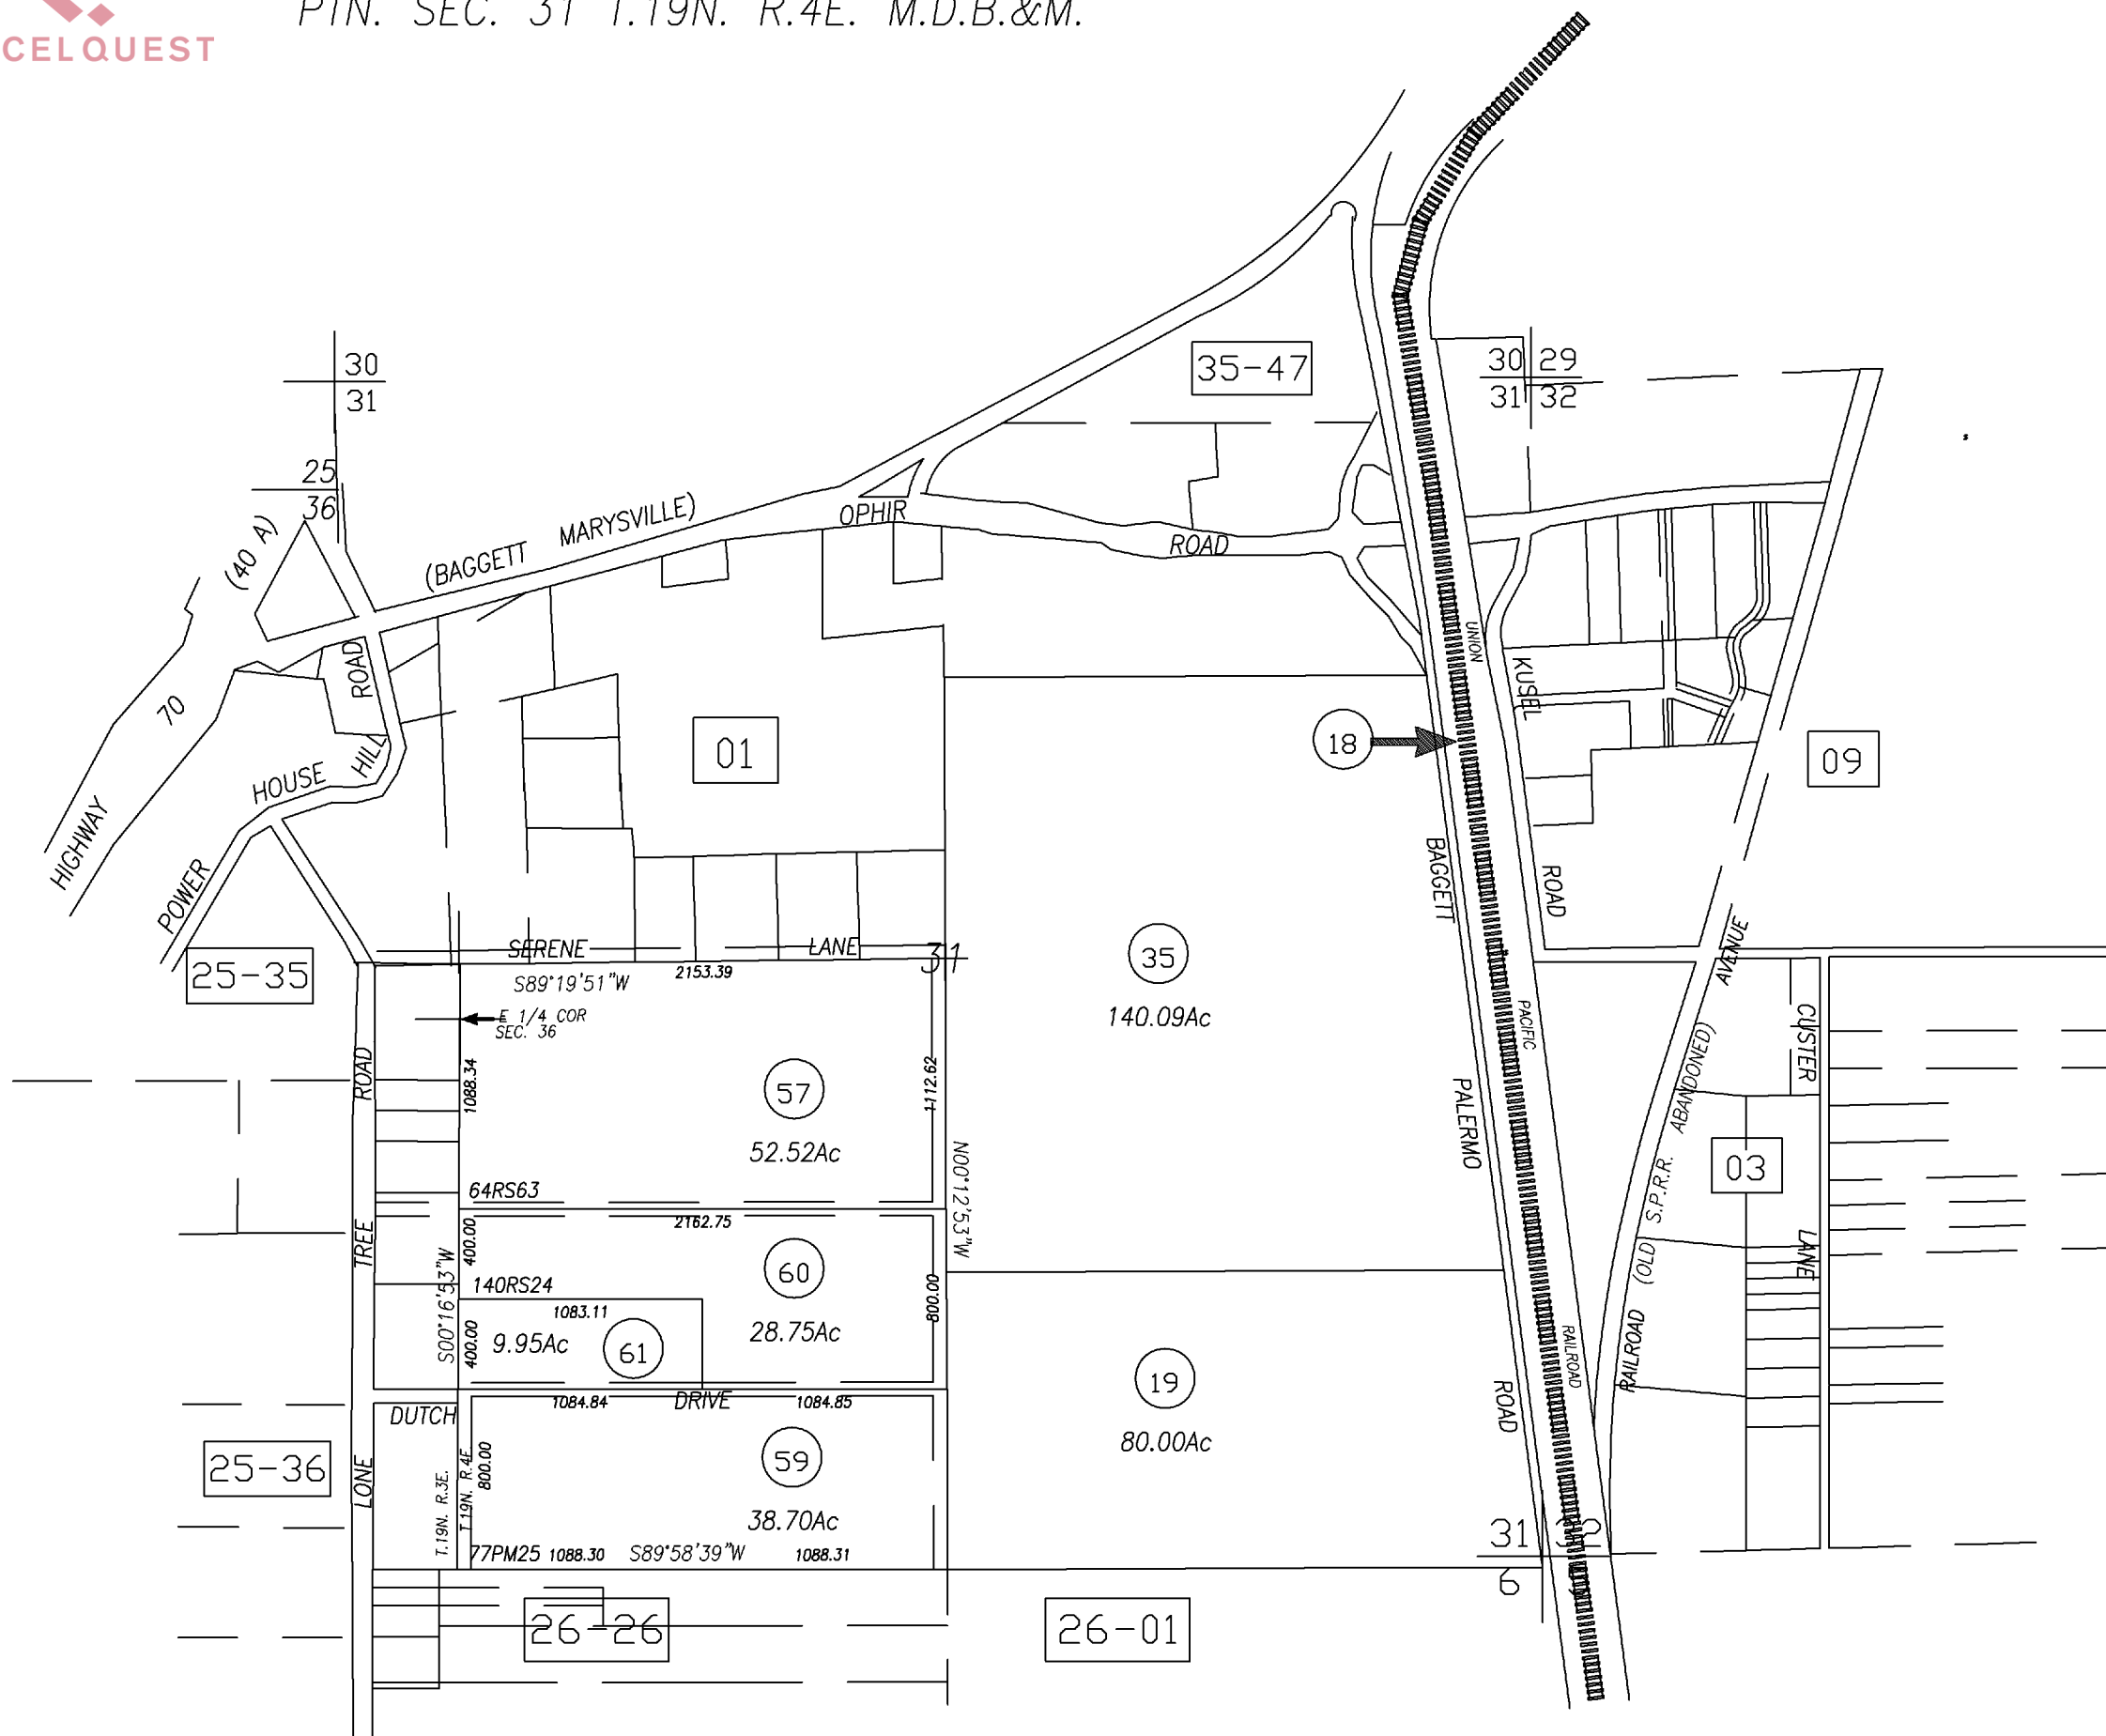 PTN. SEC. 31 T.19N. R.4E. M.D.B.&M.
CELQUEST
30
31
35-47
30 29
31 32
25
36
(40 A)
(BAGGETT MARYSVILLE)
OPHIR
ROAD
ROAD
UNION
KUSEL
70
HIGHWAY
HOUSE
HILL
POWER
01
18
09
BAGGETT
ROAD
SERENE
LANE
31
35
140.09Ac
AVENUE
25-35
S89°19'51"W
2153.39
E 1/4 COR
SEC. 36
PACIFIC
CUSTER
ROAD
1088.34
57
1112.62
52.52Ac
PALERMO
ABANDONED)
N00°12'53"W
03
64RS63
2162.75
S.P.R.R.
TREE
400.00
60
(OLD
LANE
S00°16'53"W
140RS24
1083.11
800.00
28.75Ac
400.00
9.95Ac
61
RAILROAD
RAILROAD
19
80.00Ac
ROAD
1084.84
DRIVE
1084.85
DUTCH
25-36
LONE
T.19N. R.3E.
T.19N. R.4E.
800.00
59
38.70Ac
77PM25
1088.30
S89°58'39"W
1088.31
31 32
6
26-26
26-01